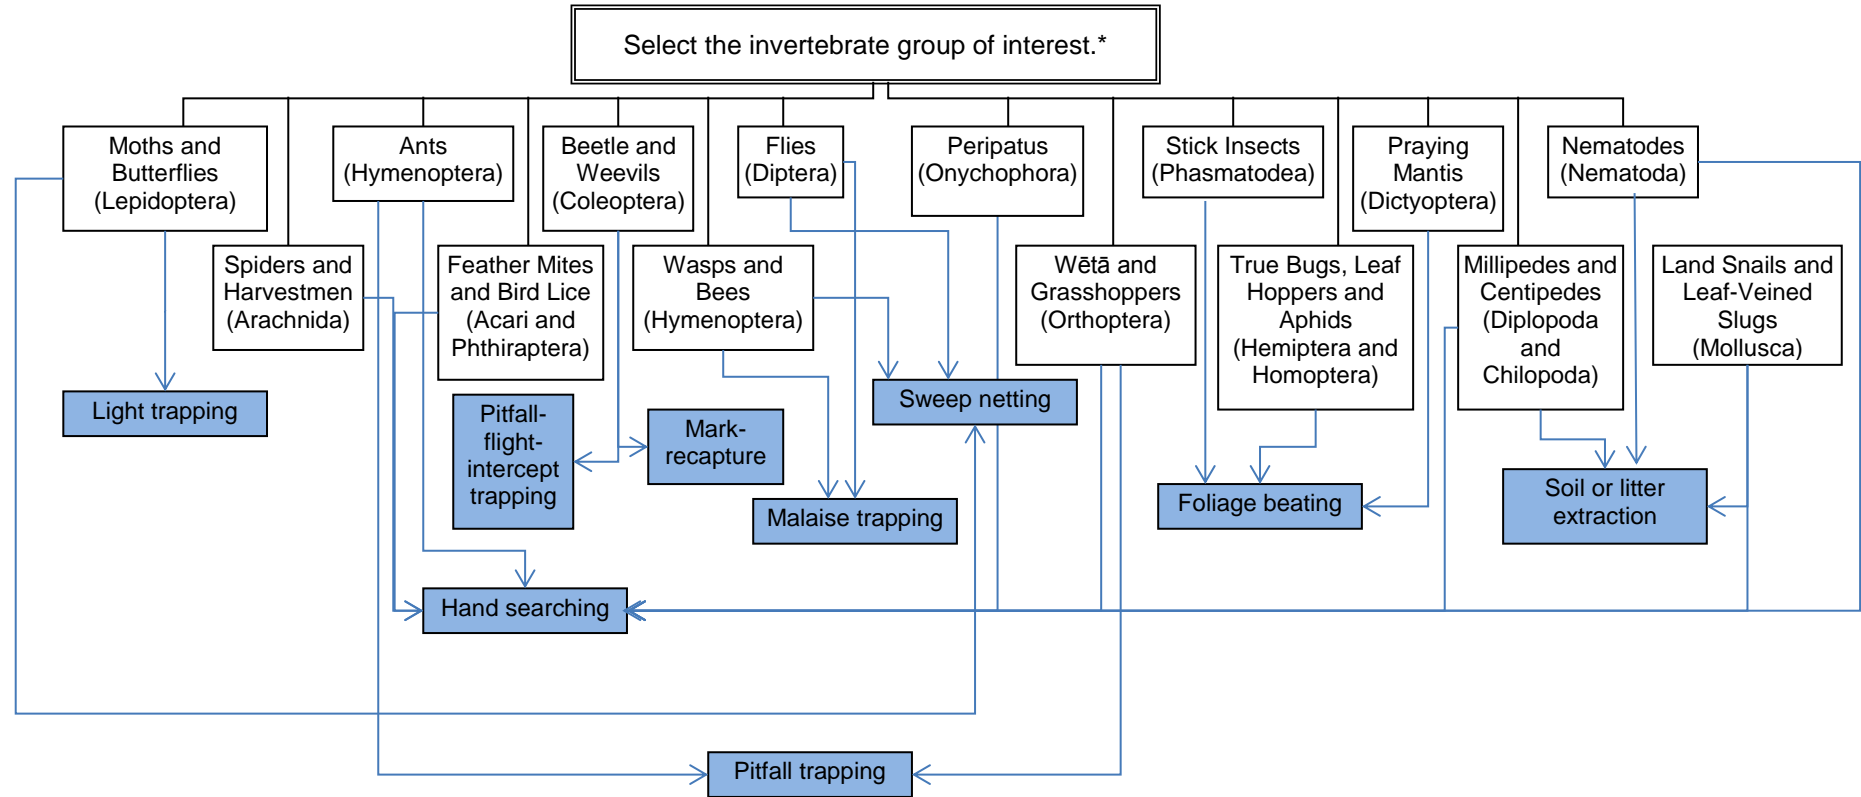 Select the invertebrate group of interest.*
Moths and
Butterflies
(Lepidoptera)
Ants
(Hymenoptera)
Beetle and
Weevils
(Coleoptera)
Flies
(Diptera)
Peripatus
(Onychophora)
Stick Insects
(Phasmatodea)
Praying
Mantis
(Dictyoptera)
Nematodes
(Nematoda)
Spiders and
Harvestmen
(Arachnida)
Feather Mites
and Bird Lice
(Acari and
Phthiraptera)
Wasps and
Bees
(Hymenoptera)
Wētā and
Grasshoppers
(Orthoptera)
True Bugs, Leaf
Hoppers and
Aphids
(Hemiptera and
Homoptera)
Millipedes and
Centipedes
(Diplopoda
and
Chilopoda)
Land Snails and
Leaf-Veined
Slugs
(Mollusca)
Light trapping
Pitfall-
flight-
intercept
trapping
Mark-
recapture
Sweep netting
Malaise trapping
Foliage beating
Soil or litter
extraction
Hand searching
Pitfall trapping